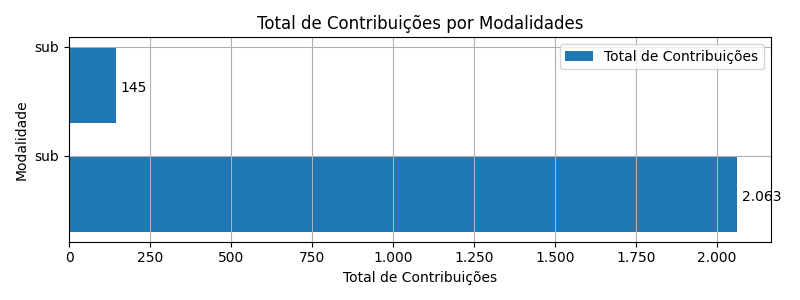 Total de Contribuições por Modalidades
sub
Total de Contribuições
145
Modalidade
sub
2.063
0 250 500 750 1.000 1.250 1.500 1.750 2.000
Total de Contribuições